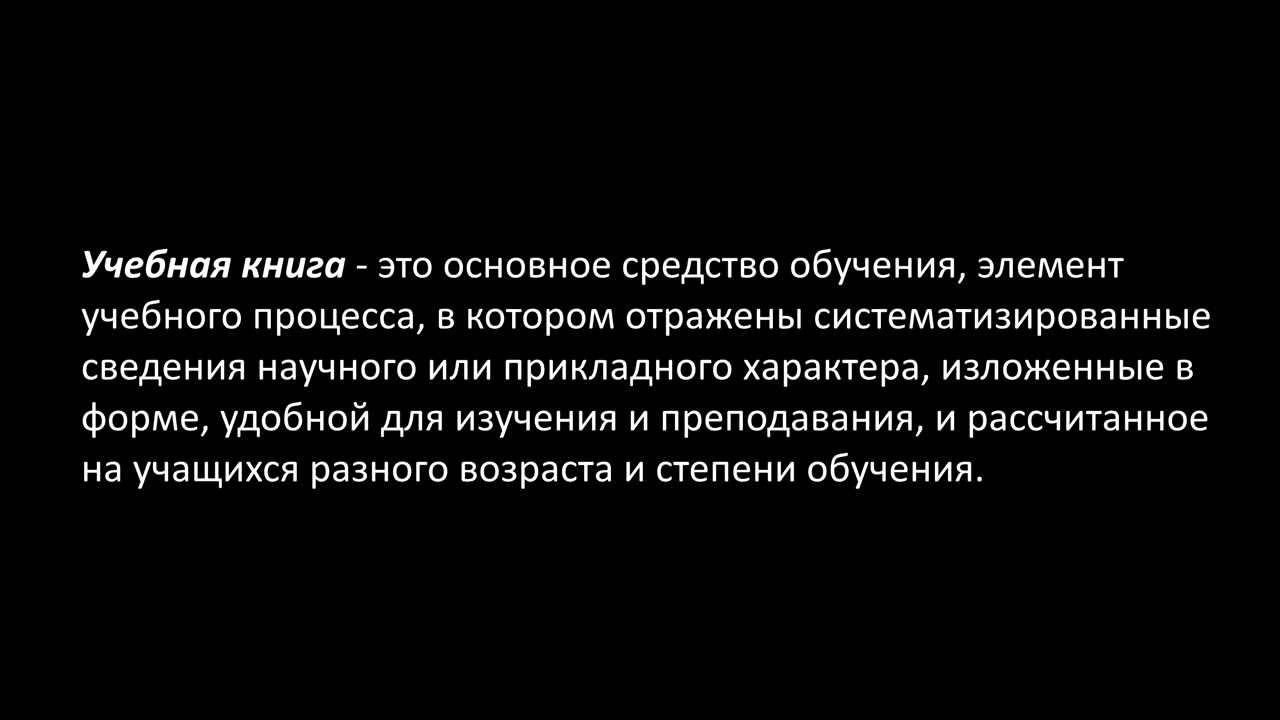 Учебная книга - это основное средство обучения, элемент
учебного процесса, в котором отражены систематизированные
сведения научного или прикладного характера, изложенные в
форме, удобной для изучения и преподавания, и рассчитанное
на учащихся разного возраста и степени обучения.